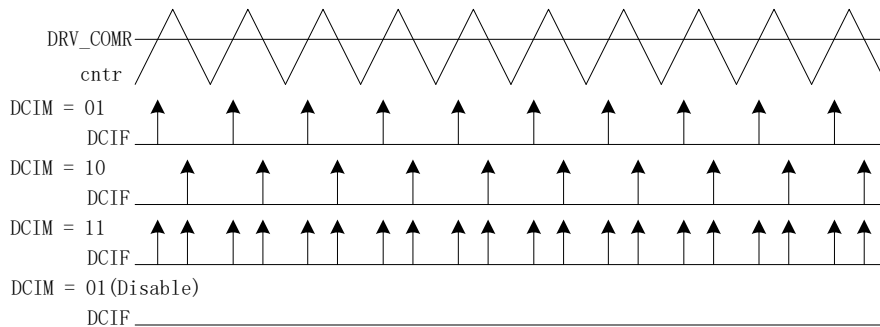 DRV_COMR
cntr
DCIM = 01
DCIF
DCIM = 10
DCIF
DCIM = 11
DCIF
DCIM = 01(Disable)
DCIF